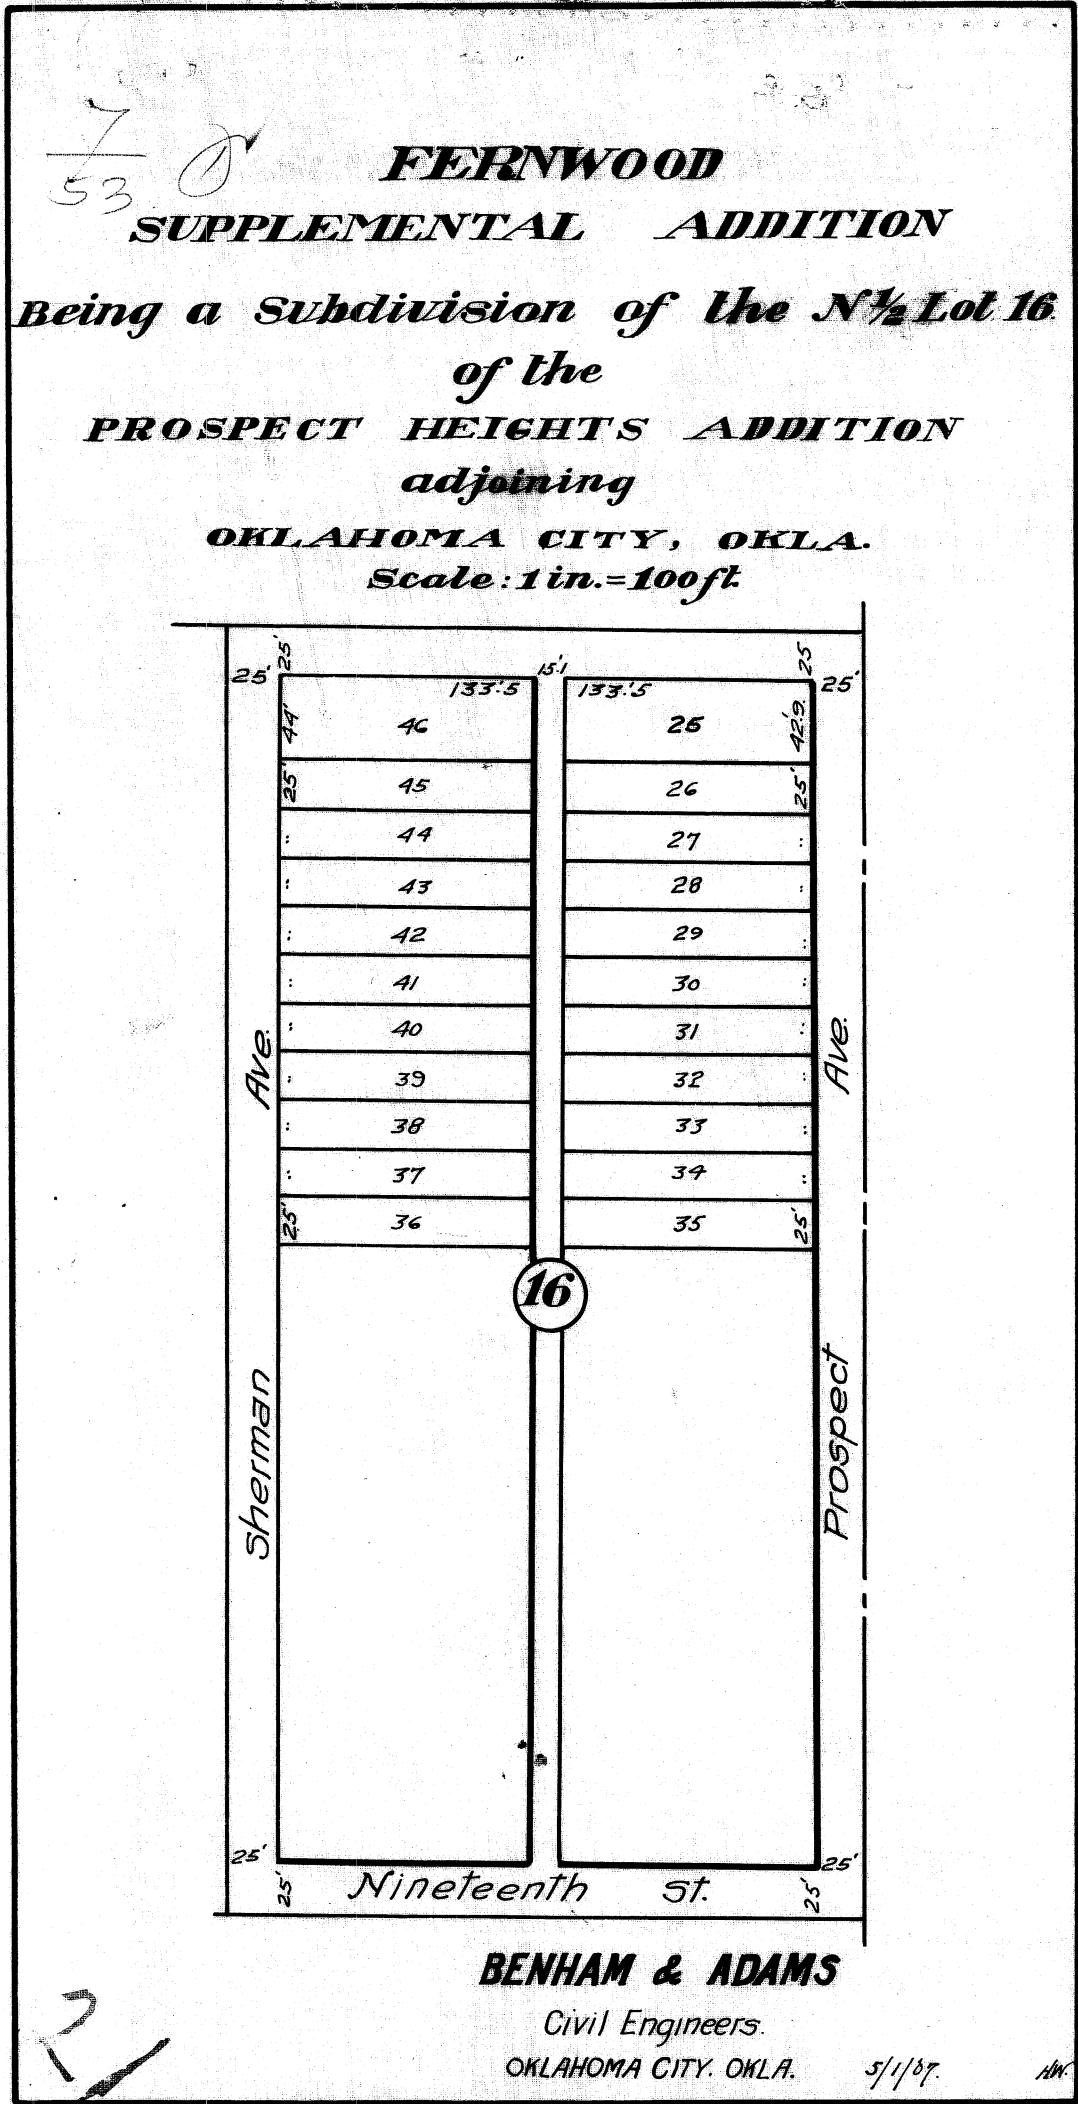 7
53
FERNWOOD
SUPPLEMENTAL ADDITION
Being a Subdivision of the N½ Lot 16.
of the
PROSPECT HEIGHTS ADDITION
adjoining
OKLAHOMA CITY, OKLA.
Scale: 1 in.=100ft.
25' 25' 15.'1 25 25'
133.'5 133.'5
44' 46 25 42.'9
25' 45 26 25'
: 44 27 :
: 43 28 :
: 42 29 :
: 41 30 :
: 40 31 :
: 39 32 :
: 38 33 :
: 37 34 :
25' 36 35 25'
16
Sherman Ave.
Prospect Ave.
25' 25'
25' Nineteenth St. 25'
BENHAM & ADAMS
Civil Engineers.
OKLAHOMA CITY. OKLA. 5/1/07. HW.